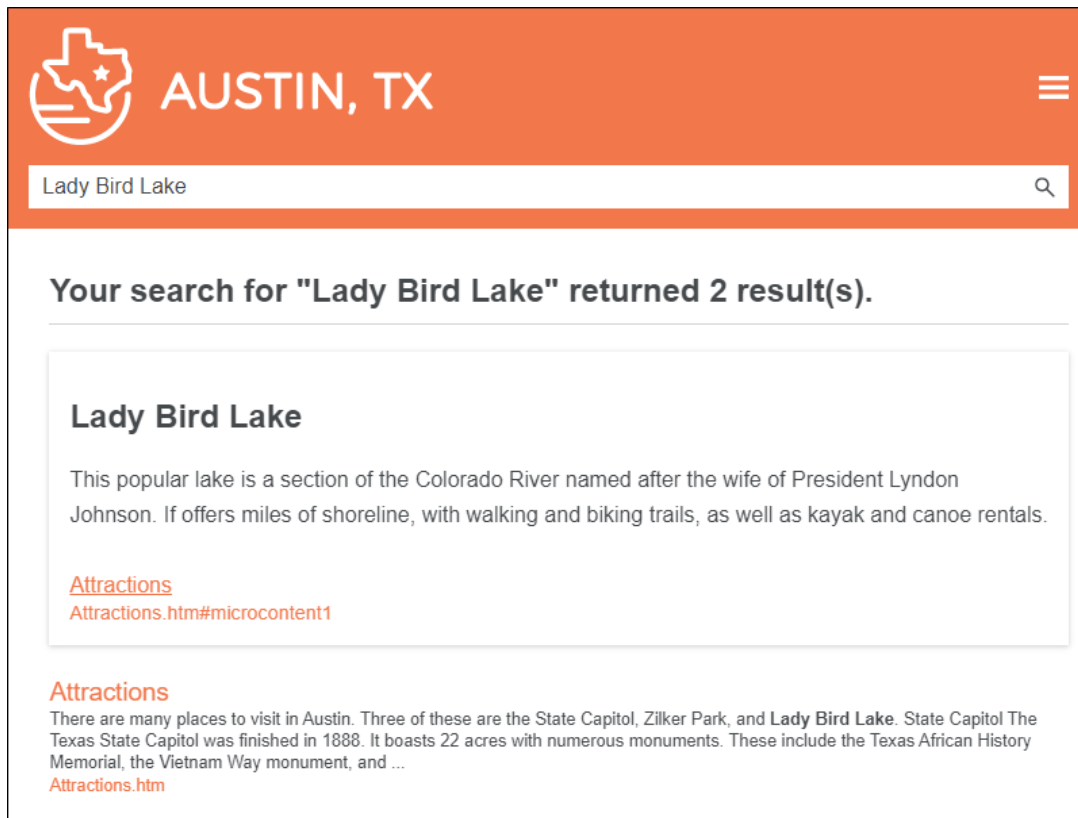 AUSTIN, TX
Lady Bird Lake
Your search for "Lady Bird Lake" returned 2 result(s).
Lady Bird Lake
This popular lake is a section of the Colorado River named after the wife of President Lyndon
Johnson. If offers miles of shoreline, with walking and biking trails, as well as kayak and canoe rentals.
Attractions
Attractions.htm#microcontent1
Attractions
There are many places to visit in Austin. Three of these are the State Capitol, Zilker Park, and Lady Bird Lake. State Capitol The
Texas State Capitol was finished in 1888. It boasts 22 acres with numerous monuments. These include the Texas African History
Memorial, the Vietnam Way monument, and ...
Attractions.htm